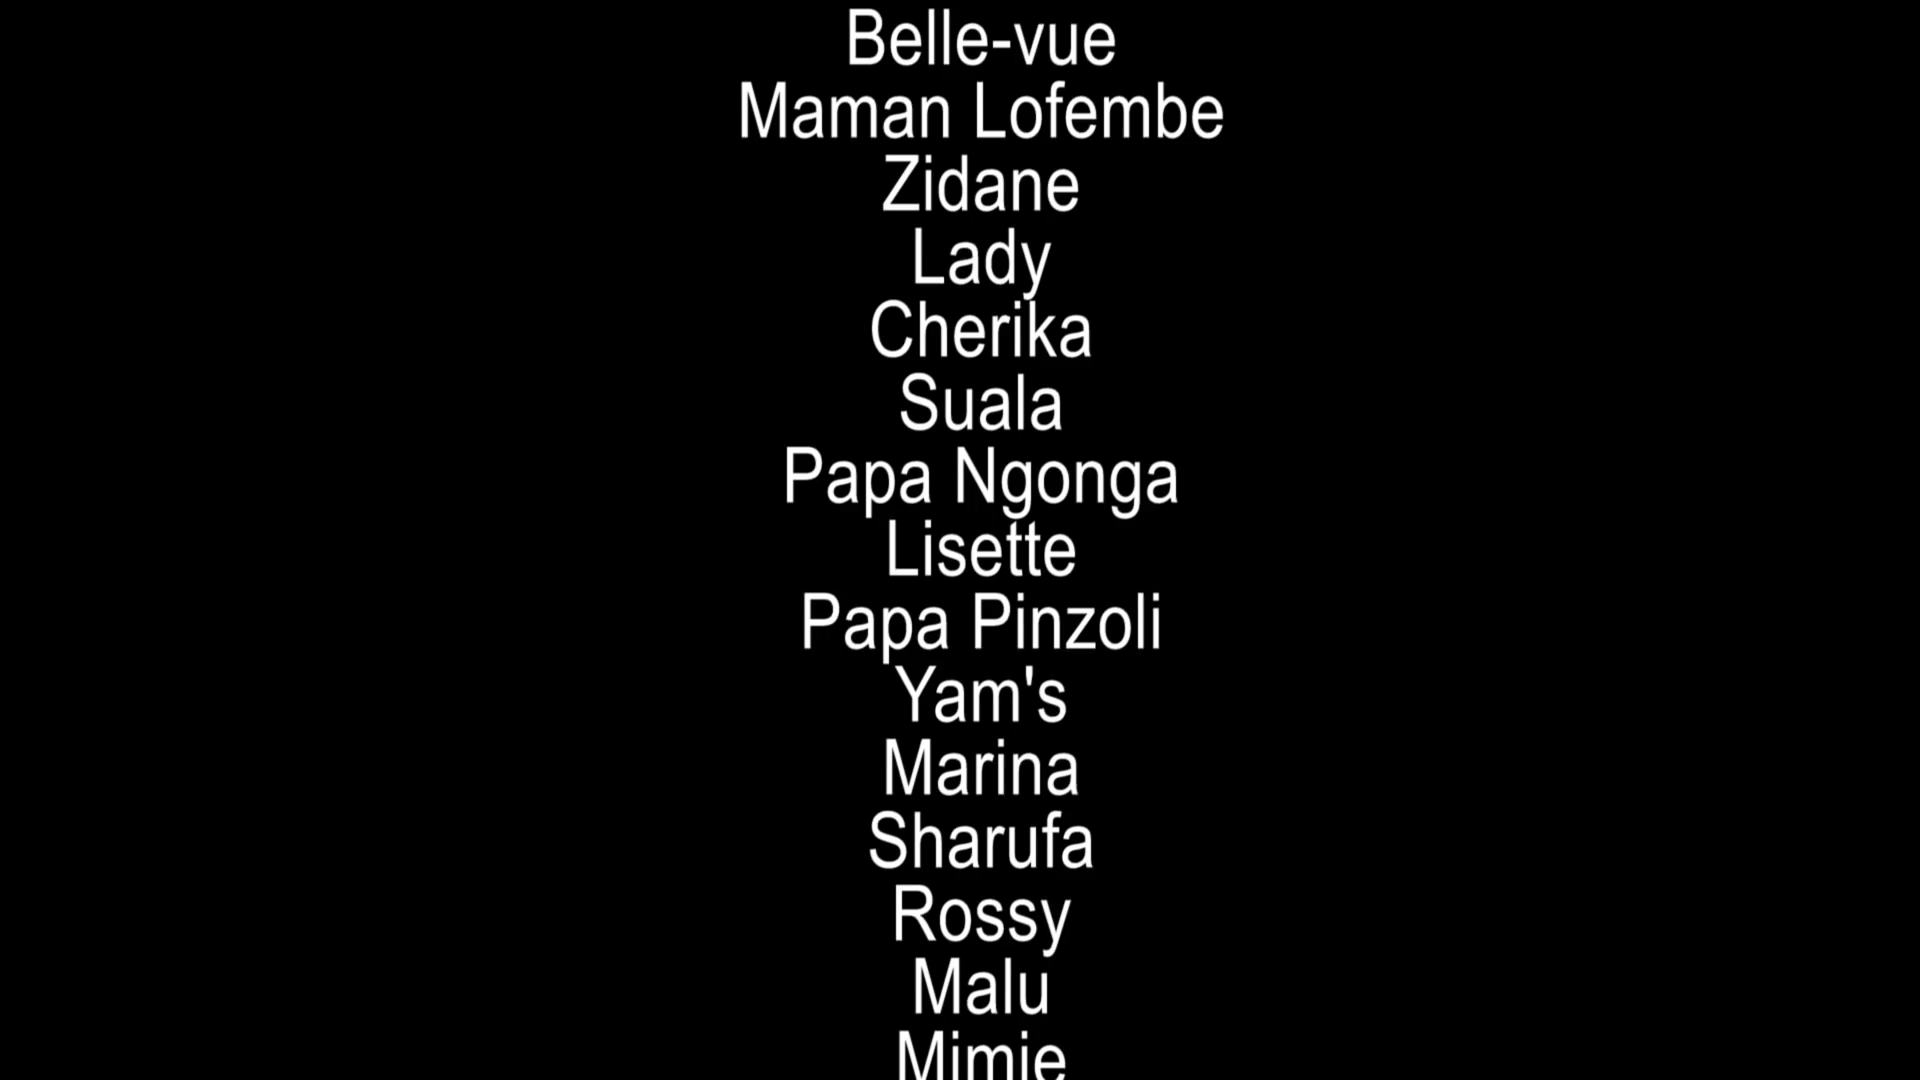 Belle-vue
Maman Lofembe
Zidane
Lady
Cherika
Suala
Papa Ngonga
Lisette
Papa Pinzoli
Yam's
Marina
Sharufa
Rossy
Malu
Mimie